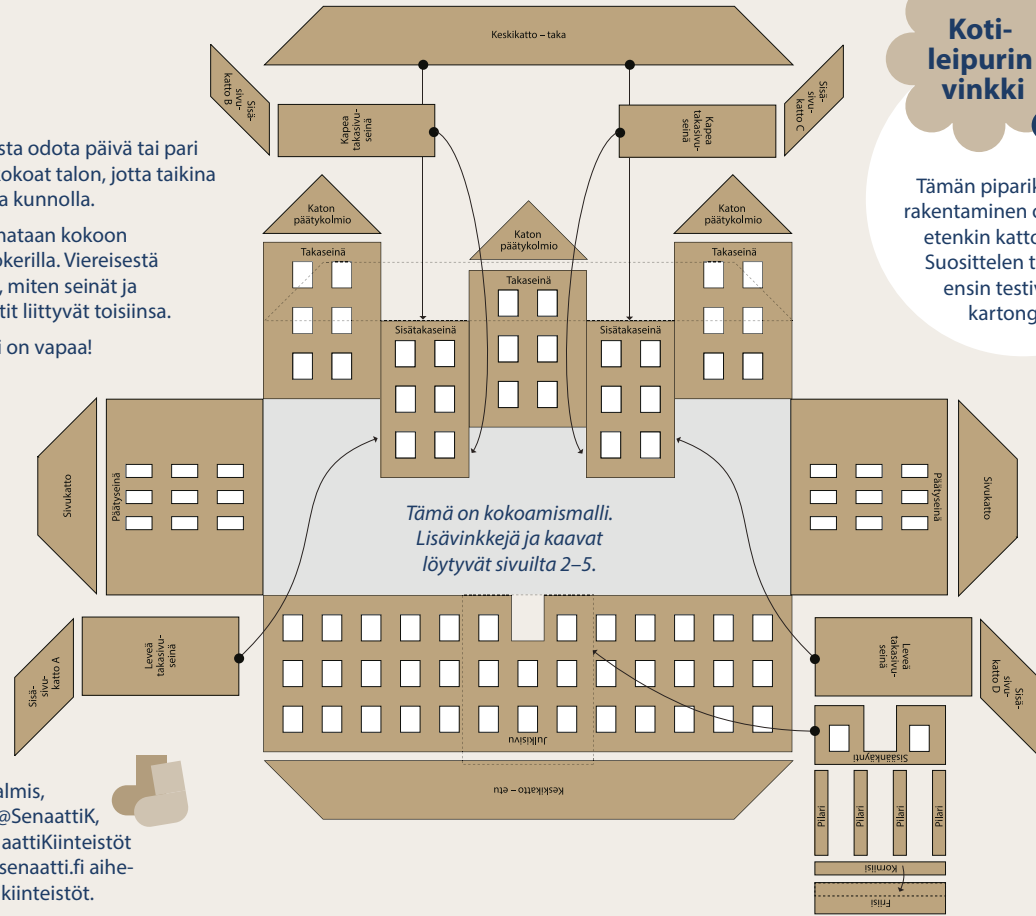 Keskikatto – taka
Sisä-
sivu-
katto B
Kapea
takasivu-
seinä
Kapea
takasivu-
seinä
Sisä-
sivu-
katto C
Koti-
leipurin
vinkki
sta odota päivä tai pari
kokoat talon, jotta taikina
a kunnolla.
nataan kokoon
okerilla. Viereisestä
, miten seinät ja
tit liittyvät toisiinsa.
i on vapaa!
Tämän piparik
rakentaminen o
etenkin katto
Suosittelen t
ensin testi
kartong
Katon
päätykolmio
Katon
päätykolmio
Katon
päätykolmio
Takaseinä
Takaseinä
Takaseinä
Sisätakaseinä
Sisätakaseinä
Sivukatto
Päätyseinä
Päätyseinä
Sivukatto
Tämä on kokoamismalli.
Lisävinkkejä ja kaavat
löytyvät sivuilta 2–5.
Sisä-
sivu-
katto A
Leveä
takasivu-
seinä
Leveä
takasivu-
seinä
Sisä-
sivu-
katto D
Julkisivu
Sisäänkäynti
Keskikatto – etu
Pilari
Pilari
Pilari
Pilari
Korniisi
Friisi
almis,
@SenaattiK,
naattiKiinteistöt
senaatti.fi aihe-
kiinteistöt.